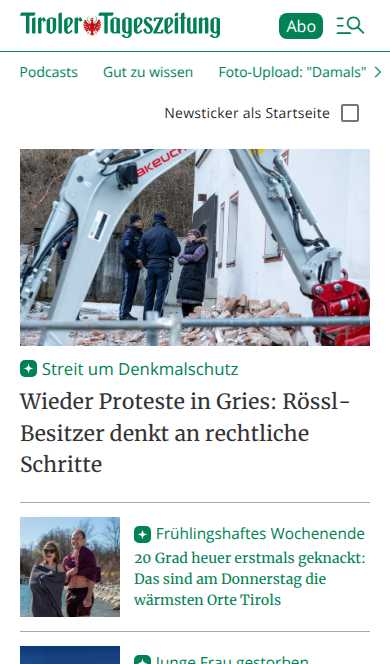 Tiroler Tageszeitung
Abo
Podcasts Gut zu wissen Foto-Upload: "Damals"
Newsticker als Startseite
Streit um Denkmalschutz
Wieder Proteste in Gries: Rössl-
Besitzer denkt an rechtliche
Schritte
Frühlingshaftes Wochenende
20 Grad heuer erstmals geknackt:
Das sind am Donnerstag die
wärmsten Orte Tirols
Junge Frau gestorben